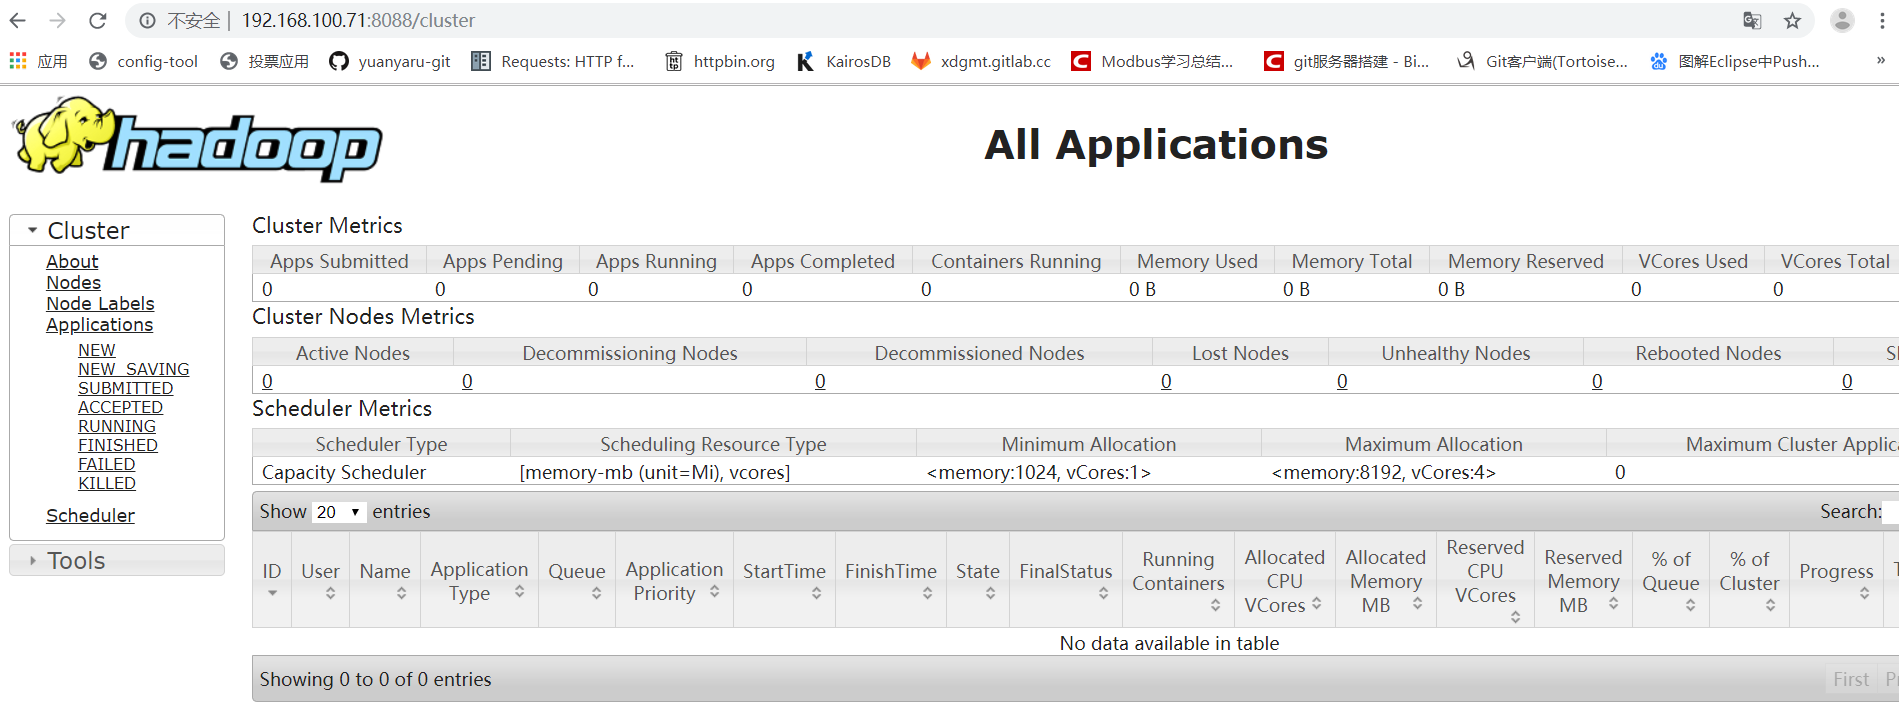 不安全 | 192.168.100.71:8088/cluster
应用 config-tool 投票应用 yuanyaru-git Requests: HTTP f... httpbin.org KairosDB xdgmt.gitlab.cc Modbus学习总结... git服务器搭建 - Bi... Git客户端(Tortoise... 图解Eclipse中Push... »
hadoop
All Applications
Cluster
About
Nodes
Node Labels
Applications
NEW
NEW_SAVING
SUBMITTED
ACCEPTED
RUNNING
FINISHED
FAILED
KILLED
Scheduler
Tools
Cluster Metrics
Apps Submitted Apps Pending Apps Running Apps Completed Containers Running Memory Used Memory Total Memory Reserved VCores Used VCores Total
0 0 0 0 0 0 B 0 B 0 B 0 0
Cluster Nodes Metrics
Active Nodes Decommissioning Nodes Decommissioned Nodes Lost Nodes Unhealthy Nodes Rebooted Nodes
0 0 0 0 0 0 0
Scheduler Metrics
Scheduler Type Scheduling Resource Type Minimum Allocation Maximum Allocation Maximum Cluster Applica
Capacity Scheduler [memory-mb (unit=Mi), vcores] <memory:1024, vCores:1> <memory:8192, vCores:4> 0
Show 20 entries Search:
ID User Name Application Type Queue Application Priority StartTime FinishTime State FinalStatus Running Containers Allocated CPU VCores Allocated Memory MB Reserved CPU VCores Reserved Memory MB % of Queue % of Cluster Progress
No data available in table
Showing 0 to 0 of 0 entries First